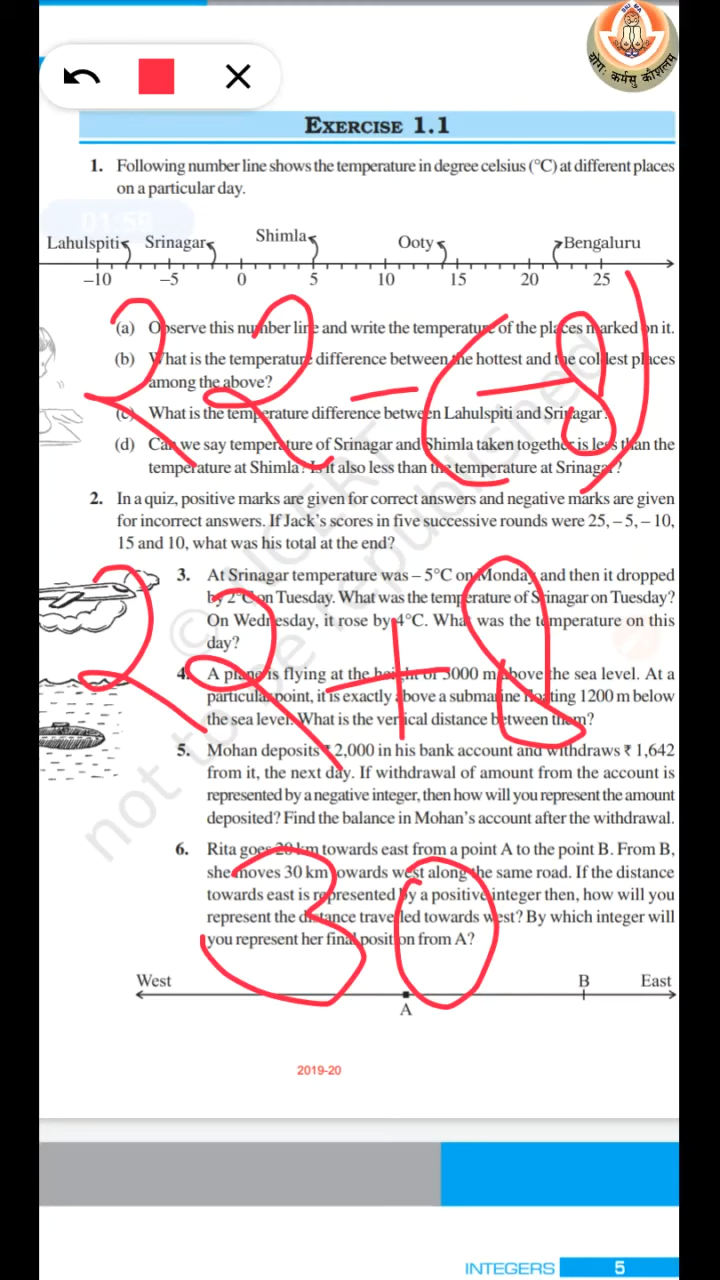 SRI MA
योगः कर्मसु कौशलम्
EXERCISE 1.1
1. Following number line shows the temperature in degree celsius (°C) at different places
on a particular day.
01:59
Lahulspiti Srinagar Shimla Ooty Bengaluru
–10 –5 0 5 10 15 20 25
(a) Observe this number line and write the temperature of the places marked on it.
(b) What is the temperature difference between the hottest and the coldest places
among the above?
(c) What is the temperature difference between Lahulspiti and Srinagar?
(d) Can we say temperature of Srinagar and Shimla taken together is less than the
temperature at Shimla? Is it also less than the temperature at Srinagar?
22 – (–8)
2. In a quiz, positive marks are given for correct answers and negative marks are given
for incorrect answers. If Jack's scores in five successive rounds were 25, – 5, – 10,
15 and 10, what was his total at the end?
3. At Srinagar temperature was – 5°C on Monday and then it dropped
by 2°C on Tuesday. What was the temperature of Srinagar on Tuesday?
On Wednesday, it rose by 4°C. What was the temperature on this
day?
4. A plane is flying at the height of 5000 m above the sea level. At a
particular point, it is exactly above a submarine floating 1200 m below
the sea level. What is the vertical distance between them?
22 + 8
5. Mohan deposits ₹ 2,000 in his bank account and withdraws ₹ 1,642
from it, the next day. If withdrawal of amount from the account is
represented by a negative integer, then how will you represent the amount
deposited? Find the balance in Mohan's account after the withdrawal.
6. Rita goes 20 km towards east from a point A to the point B. From B,
she moves 30 km towards west along the same road. If the distance
towards east is represented by a positive integer then, how will you
represent the distance travelled towards west? By which integer will
you represent her final position from A?
30
West B East
A
© NCERT
not to be republished
2019-20
INTEGERS 5